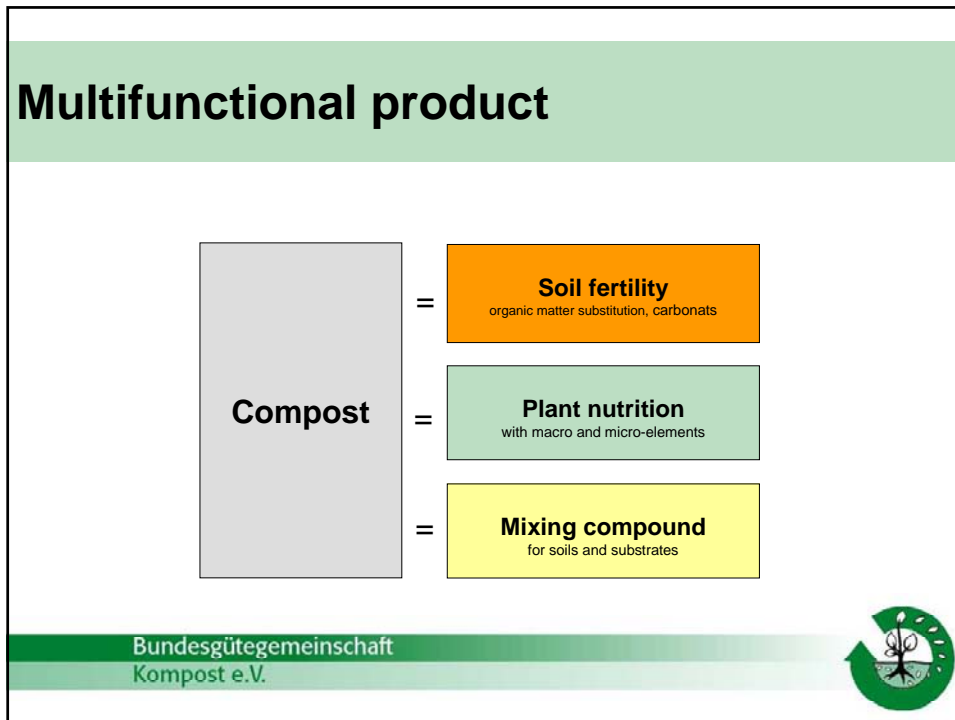 Multifunctional product
Compost
=
Soil fertility
organic matter substitution, carbonats
=
Plant nutrition
with macro and micro-elements
=
Mixing compound
for soils and substrates
Bundesgütegemeinschaft
Kompost e.V.